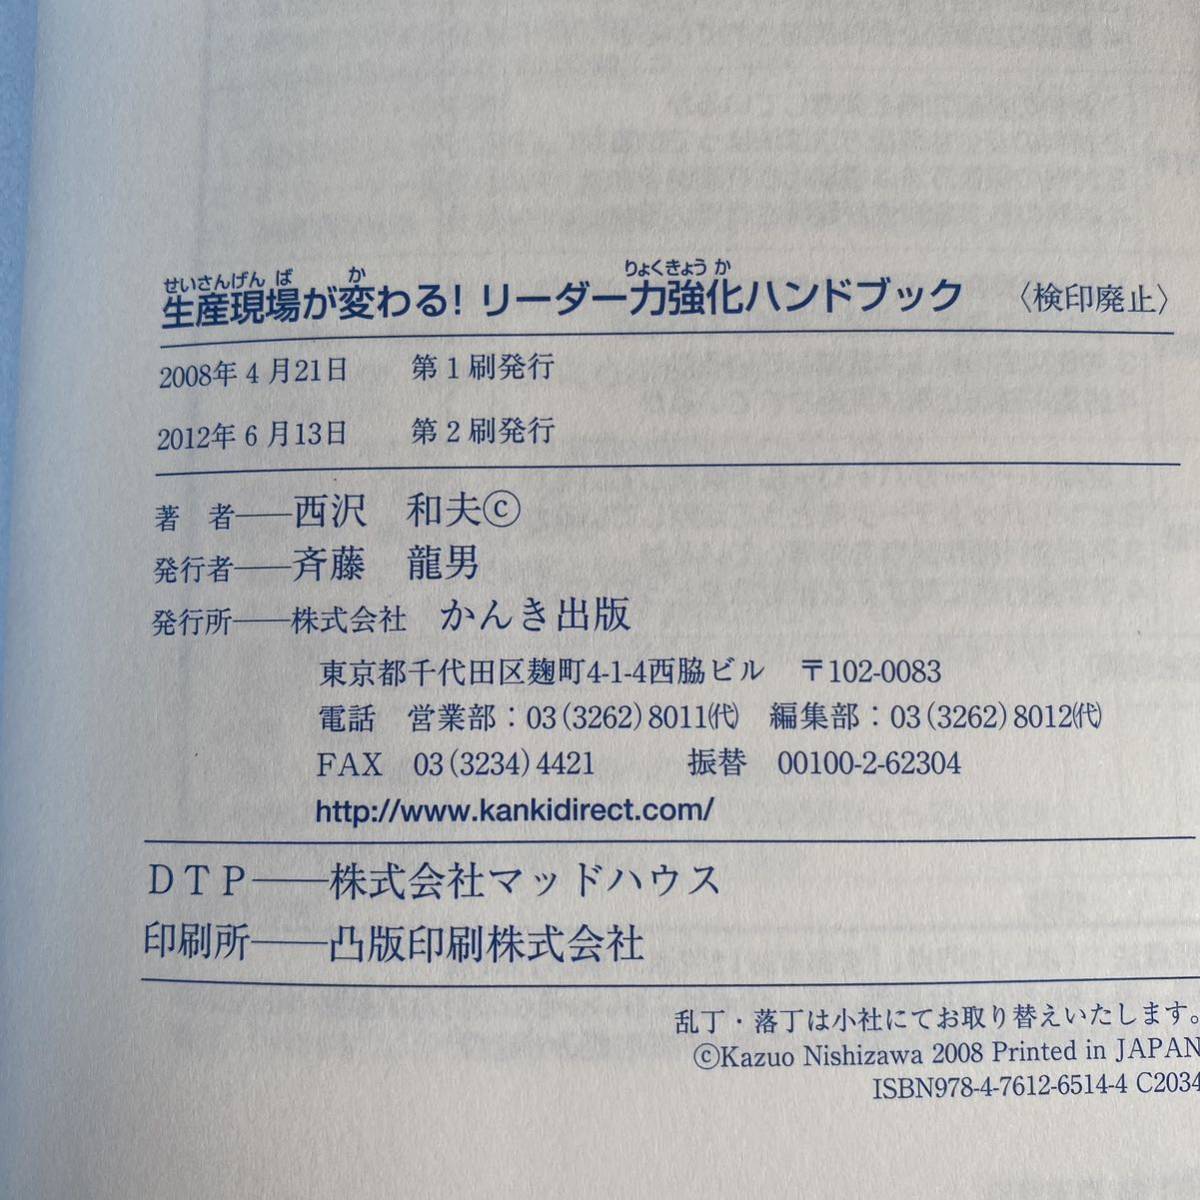 せいさんげんば か りょくきょうか
生産現場が変わる！ リーダー力強化ハンドブック 〈検印廃止〉
2008年4月21日 第1刷発行
2012年6月13日 第2刷発行
著 者——西沢 和夫ⓒ
発行者——斉藤 龍男
発行所——株式会社 かんき出版
東京都千代田区麹町4-1-4西脇ビル 〒102-0083
電話 営業部：03(3262)8011㈹ 編集部：03(3262)8012㈹
FAX 03(3234)4421 振替 00100-2-62304
http://www.kankidirect.com/
DTP——株式会社マッドハウス
印刷所——凸版印刷株式会社
乱丁・落丁は小社にてお取り替えいたします。
ⓒKazuo Nishizawa 2008 Printed in JAPAN
ISBN978-4-7612-6514-4 C2034